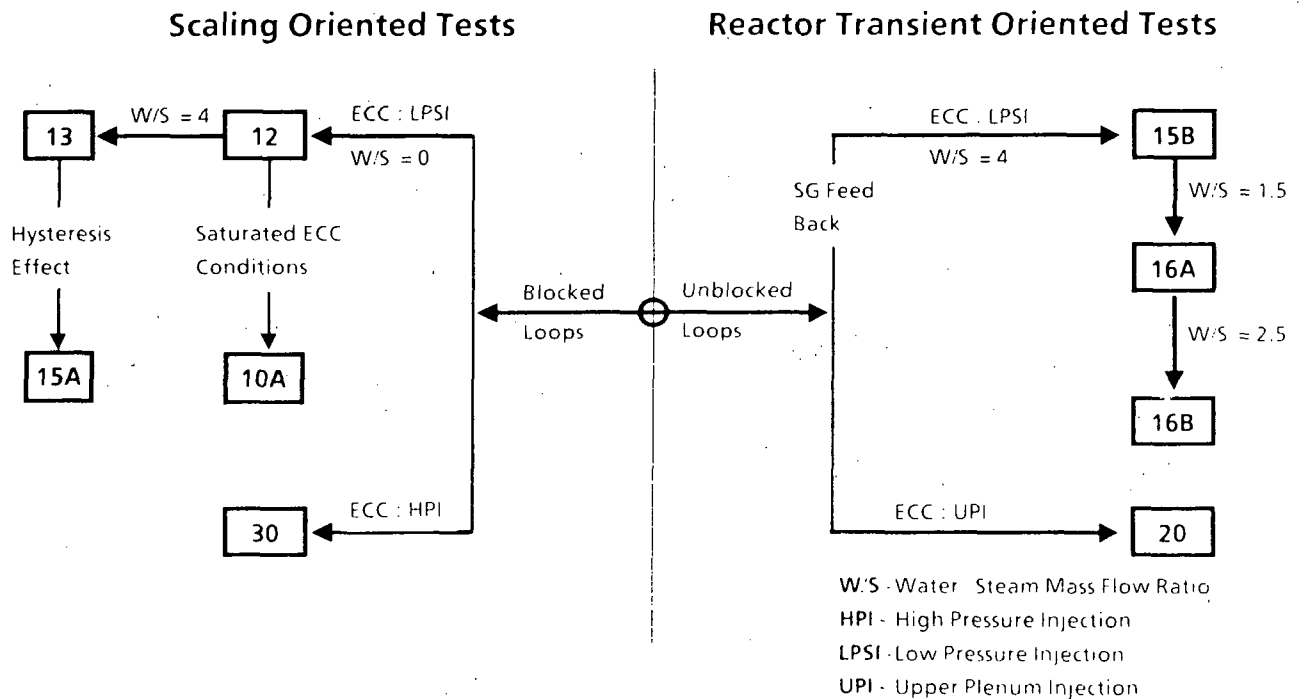 Scaling Oriented Tests
Reactor Transient Oriented Tests
13
W/S = 4
12
ECC : LPSI
W/S = 0
Hysteresis
Effect
Saturated ECC
Conditions
15A
10A
Blocked
Loops
30
ECC : HPI
Unblocked
Loops
SG Feed
Back
ECC : LPSI
W/S = 4
15B
W/S = 1.5
16A
W/S = 2.5
16B
ECC : UPI
20
W/S - Water Steam Mass Flow Ratio
HPI - High Pressure Injection
LPSI - Low Pressure Injection
UPI - Upper Plenum Injection